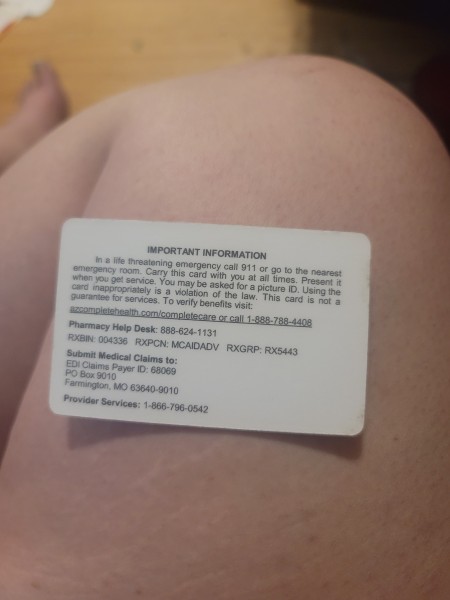 IMPORTANT INFORMATION
In a life threatening emergency call 911 or go to the nearest
emergency room. Carry this card with you at all times. Present it
when you get service. You may be asked for a picture ID. Using the
card inappropriately is a violation of the law. This card is not a
guarantee for services. To verify benefits visit:
azcompletehealth.com/completecare or call 1-888-788-4408
Pharmacy Help Desk: 888-624-1131
RXBIN: 004336 RXPCN: MCAIDADV RXGRP: RX5443
Submit Medical Claims to:
EDI Claims Payer ID: 68069
PO Box 9010
Farmington, MO 63640-9010
Provider Services: 1-866-796-0542